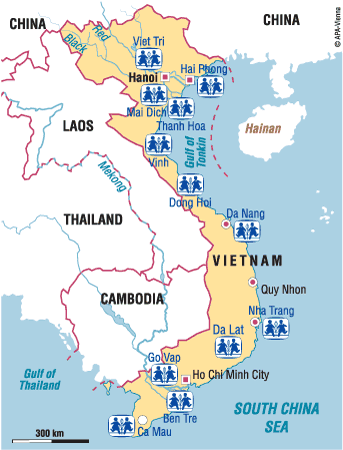 CHINA
CHINA
© APA-Vienna
Red
Black
Viet Tri
Hanoi
Hai Phong
Mai Dich
Thanh Hoa
LAOS
Gulf of
Tonkin
Hainan
Vinh
Mekong
Dong Hoi
THAILAND
Da Nang
VIETNAM
Quy Nhon
CAMBODIA
Nha Trang
Da Lat
Go Vap
Ho Chi Minh City
Gulf of
Thailand
Ben Tre
SOUTH CHINA
SEA
Ca Mau
300 km